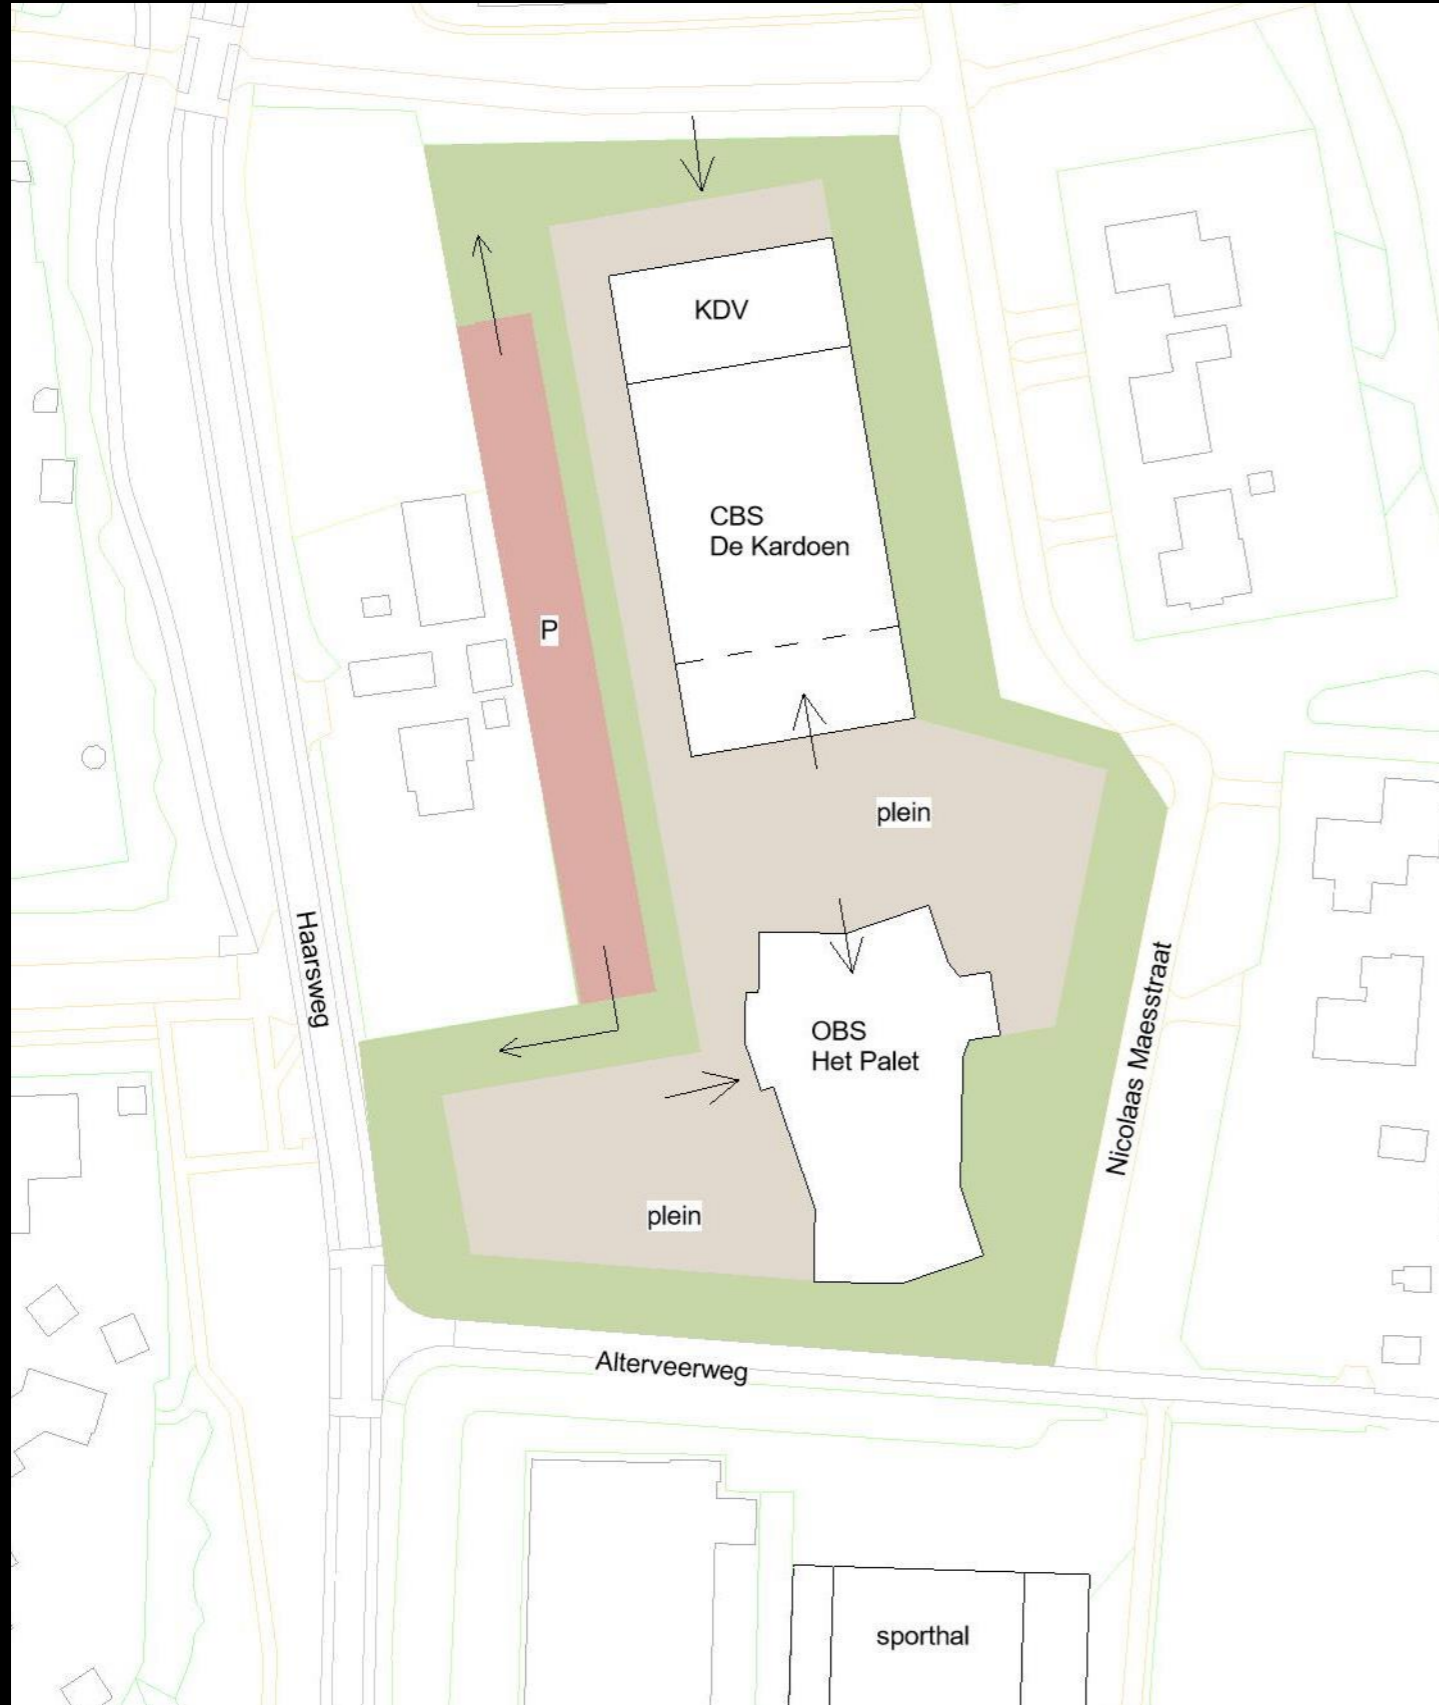 KDV
CBS
De Kardoen
P
plein
Haarsweg
OBS
Het Palet
Nicolaas Maesstraat
plein
Alterveerweg
sporthal